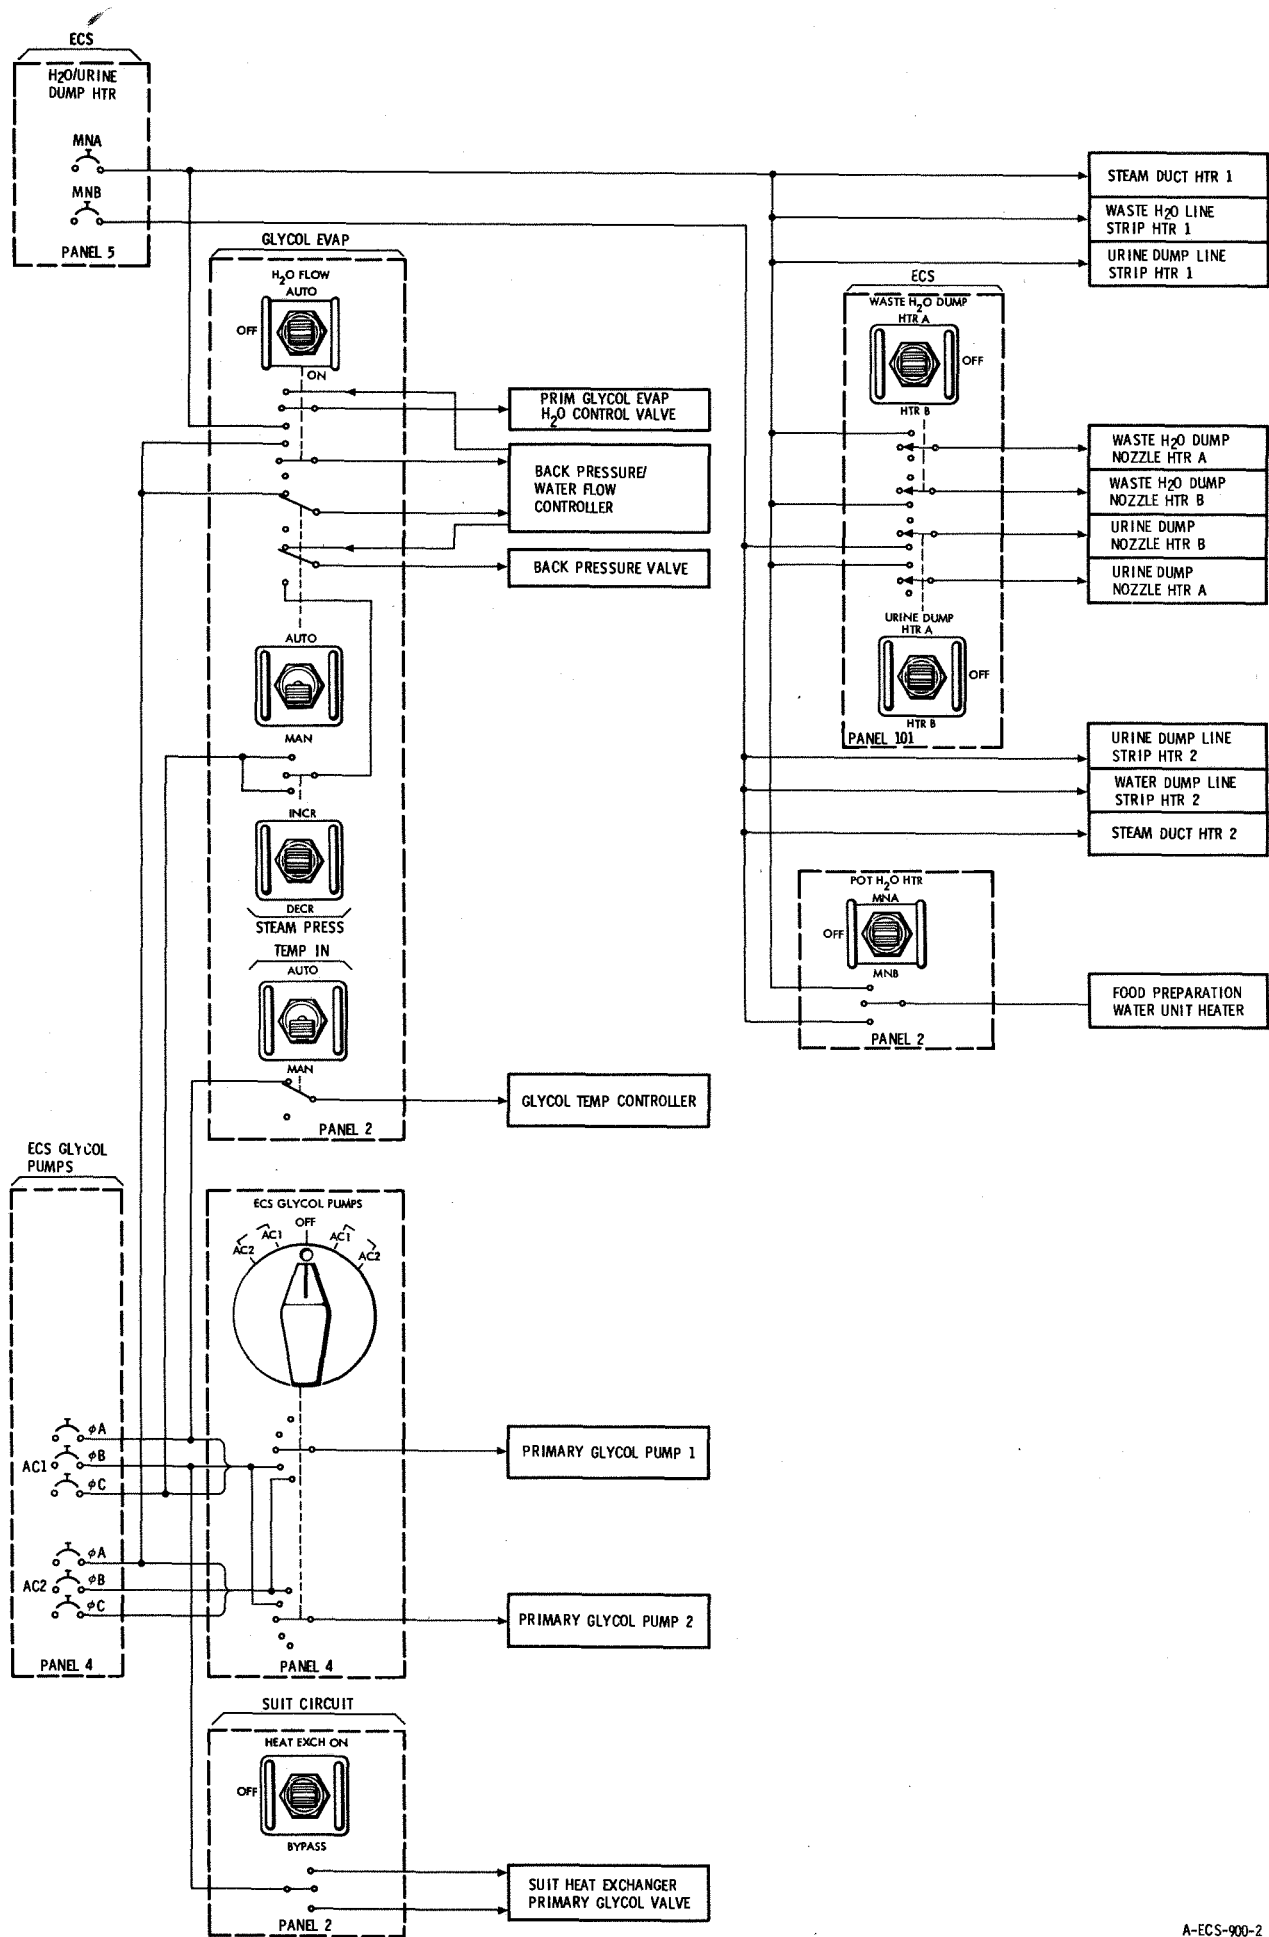 ECS
H2O/URINE
DUMP HTR
MNA
MNB
PANEL 5
GLYCOL EVAP
H2O FLOW
AUTO
OFF
ON
PRIM GLYCOL EVAP
H2O CONTROL VALVE
BACK PRESSURE/
WATER FLOW
CONTROLLER
BACK PRESSURE VALVE
AUTO
MAN
INCR
DECR
STEAM PRESS
TEMP IN
AUTO
MAN
PANEL 2
GLYCOL TEMP CONTROLLER
STEAM DUCT HTR 1
WASTE H2O LINE
STRIP HTR 1
URINE DUMP LINE
STRIP HTR 1
ECS
WASTE H2O DUMP
HTR A
OFF
HTR B
WASTE H2O DUMP
NOZZLE HTR A
WASTE H2O DUMP
NOZZLE HTR B
URINE DUMP
NOZZLE HTR B
URINE DUMP
NOZZLE HTR A
URINE DUMP
HTR A
OFF
HTR B
PANEL 101
URINE DUMP LINE
STRIP HTR 2
WATER DUMP LINE
STRIP HTR 2
STEAM DUCT HTR 2
POT H2O HTR
MNA
OFF
MNB
PANEL 2
FOOD PREPARATION
WATER UNIT HEATER
ECS GLYCOL
PUMPS
AC1
φA
φB
φC
AC2
φA
φB
φC
PANEL 4
ECS GLYCOL PUMPS
OFF
AC2
AC1
AC1
AC2
PRIMARY GLYCOL PUMP 1
PRIMARY GLYCOL PUMP 2
PANEL 4
SUIT CIRCUIT
HEAT EXCH ON
OFF
BYPASS
PANEL 2
SUIT HEAT EXCHANGER
PRIMARY GLYCOL VALVE
A-ECS-900-2